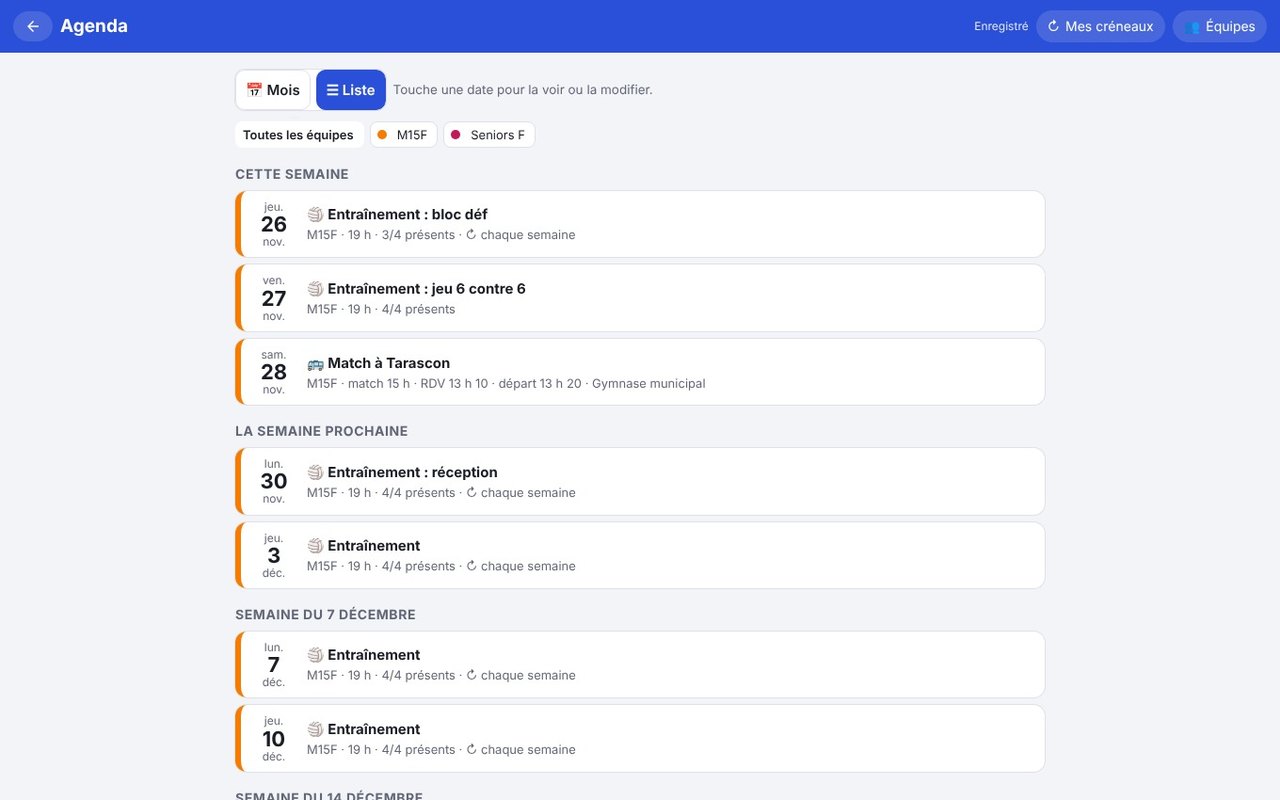 Agenda
Enregistré
↻ Mes créneaux
Équipes
Mois
☰ Liste
Touche une date pour la voir ou la modifier.
Toutes les équipes
M15F
Seniors F
CETTE SEMAINE
jeu.
26
nov.
Entraînement : bloc déf
M15F · 19 h · 3/4 présents · ↻ chaque semaine
ven.
27
nov.
Entraînement : jeu 6 contre 6
M15F · 19 h · 4/4 présents
sam.
28
nov.
Match à Tarascon
M15F · match 15 h · RDV 13 h 10 · départ 13 h 20 · Gymnase municipal
LA SEMAINE PROCHAINE
lun.
30
nov.
Entraînement : réception
M15F · 19 h · 4/4 présents · ↻ chaque semaine
jeu.
3
déc.
Entraînement
M15F · 19 h · 4/4 présents · ↻ chaque semaine
SEMAINE DU 7 DÉCEMBRE
lun.
7
déc.
Entraînement
M15F · 19 h · 4/4 présents · ↻ chaque semaine
jeu.
10
déc.
Entraînement
M15F · 19 h · 4/4 présents · ↻ chaque semaine
SEMAINE DU 14 DÉCEMBRE